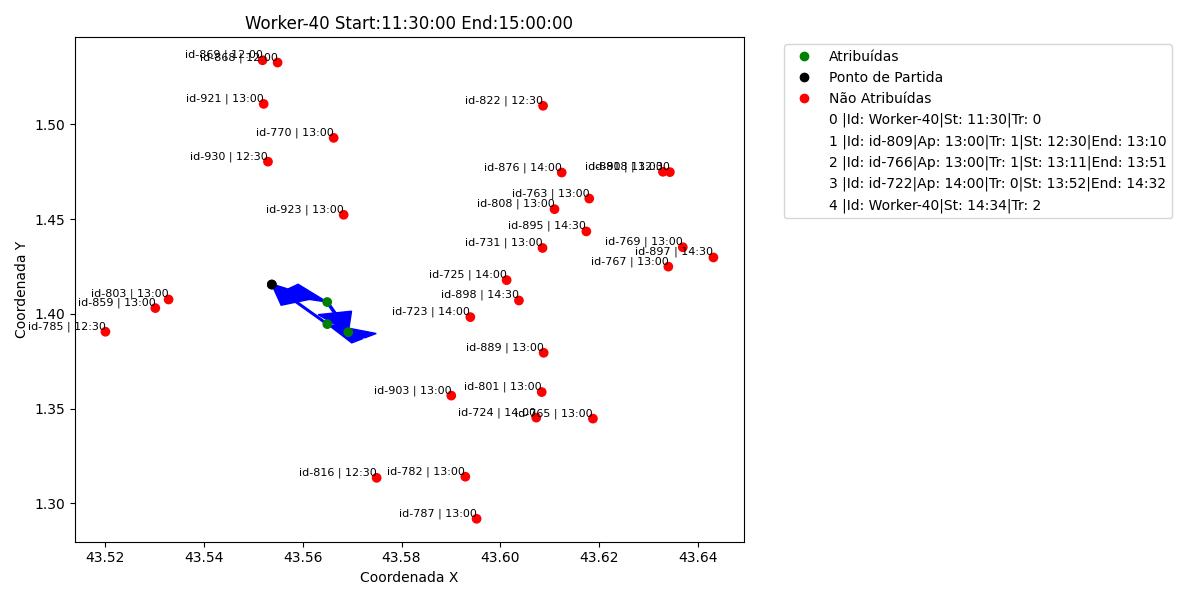 Worker-40 Start:11:30:00 End:15:00:00
id-869 | 12:00
id-868 | 12:00
id-921 | 13:00
id-822 | 12:30
id-770 | 13:00
id-930 | 12:30
id-876 | 14:00
id-763 | 13:00
id-808 | 13:00
id-923 | 13:00
id-895 | 14:30
id-731 | 13:00
id-769 | 13:00
id-897 | 14:30
id-767 | 13:00
id-725 | 14:00
id-803 | 13:00
id-859 | 13:00
id-898 | 14:30
id-723 | 14:00
id-785 | 12:30
id-889 | 13:00
id-903 | 13:00
id-801 | 13:00
id-724 | 14:00
id-765 | 13:00
id-816 | 12:30
id-782 | 13:00
id-787 | 13:00
1.50
1.45
1.40
1.35
1.30
Coordenada Y
43.52 43.54 43.56 43.58 43.60 43.62 43.64
Coordenada X
Atribuídas
Ponto de Partida
Não Atribuídas
0 |Id: Worker-40|St: 11:30|Tr: 0
1 |Id: id-809|Ap: 13:00|Tr: 1|St: 12:30|End: 13:10
2 |Id: id-766|Ap: 13:00|Tr: 1|St: 13:11|End: 13:51
3 |Id: id-722|Ap: 14:00|Tr: 0|St: 13:52|End: 14:32
4 |Id: Worker-40|St: 14:34|Tr: 2